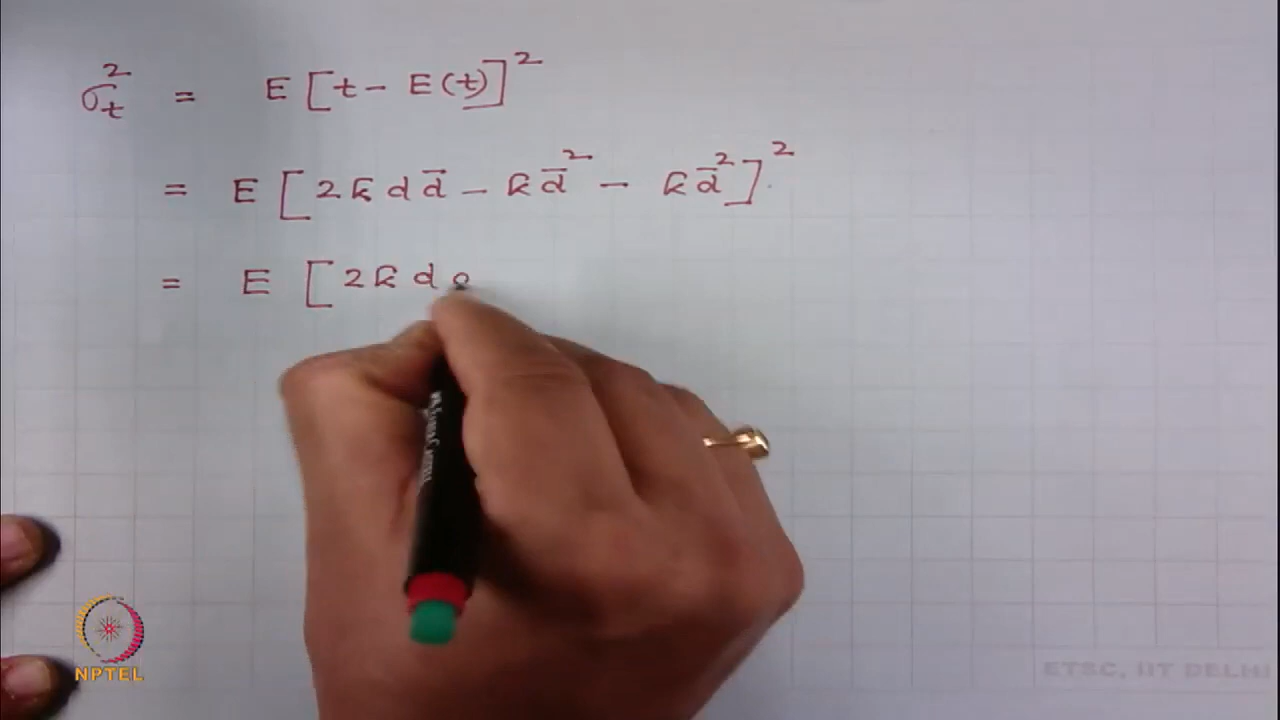 σ_t² = E [t - E(t)]²
= E [2k d d̄ - k d̄² - k d̄²]²
= E [2k d
NPTEL
ETSC, IIT DELHI